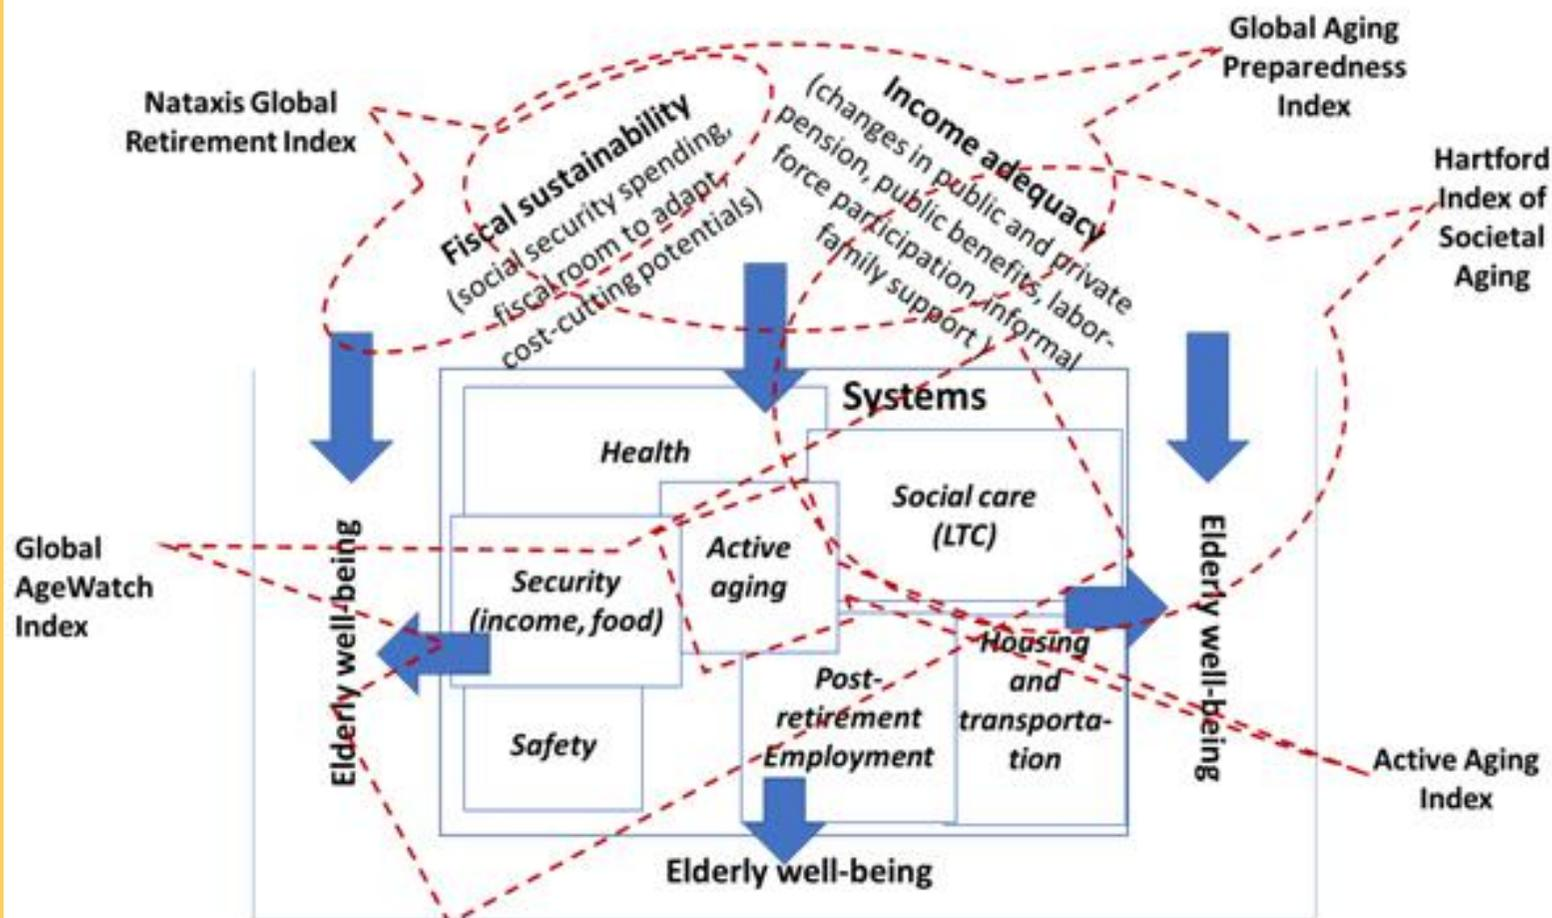 Global Aging
Preparedness
Index
Nataxis Global
Retirement Index
Hartford
Index of
Societal
Aging
Fiscal sustainability
(social security spending,
fiscal room to adapt,
cost-cutting potentials)
Income adequacy
(changes in public and private
pension, public benefits, labor-
force participation, informal
family support )
Systems
Health
Social care
(LTC)
Active
aging
Security
(income, food)
Safety
Post-
retirement
Employment
Housing
and
transporta-
tion
Global
AgeWatch
Index
Elderly well-being
Elderly well-being
Elderly well-being
Active Aging
Index